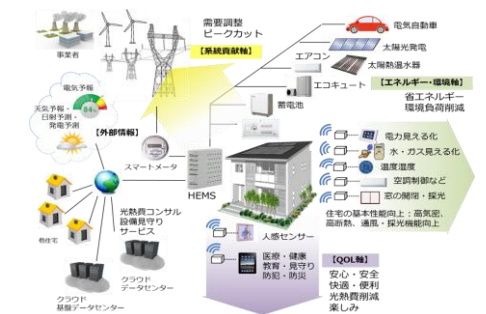 需要調整
ピークカット
【系統貢献軸】
事業者
電気予報
84%
天気予報・
日射予測・
発電予測
【外部情報】
スマートメータ
HEMS
蓄電池
エアコン
エコキュート
電気自動車
太陽光発電
太陽熱温水器
【エネルギー・環境軸】
省エネルギー
環境負荷削減
電力見える化
水・ガス見える化
温度湿度
空調制御など
窓の開閉・採光
住宅の基本性能向上:高気密、
高断熱、通風・採光機能向上
他住宅
光熱費コンサル
設備見守り
サービス
クラウド
データセンター
クラウド
基盤データセンター
人感センサー
医療・健康
教育・見守り
防犯・防災
【QOL軸】
安心・安全
快適・便利
光熱費削減
楽しみ